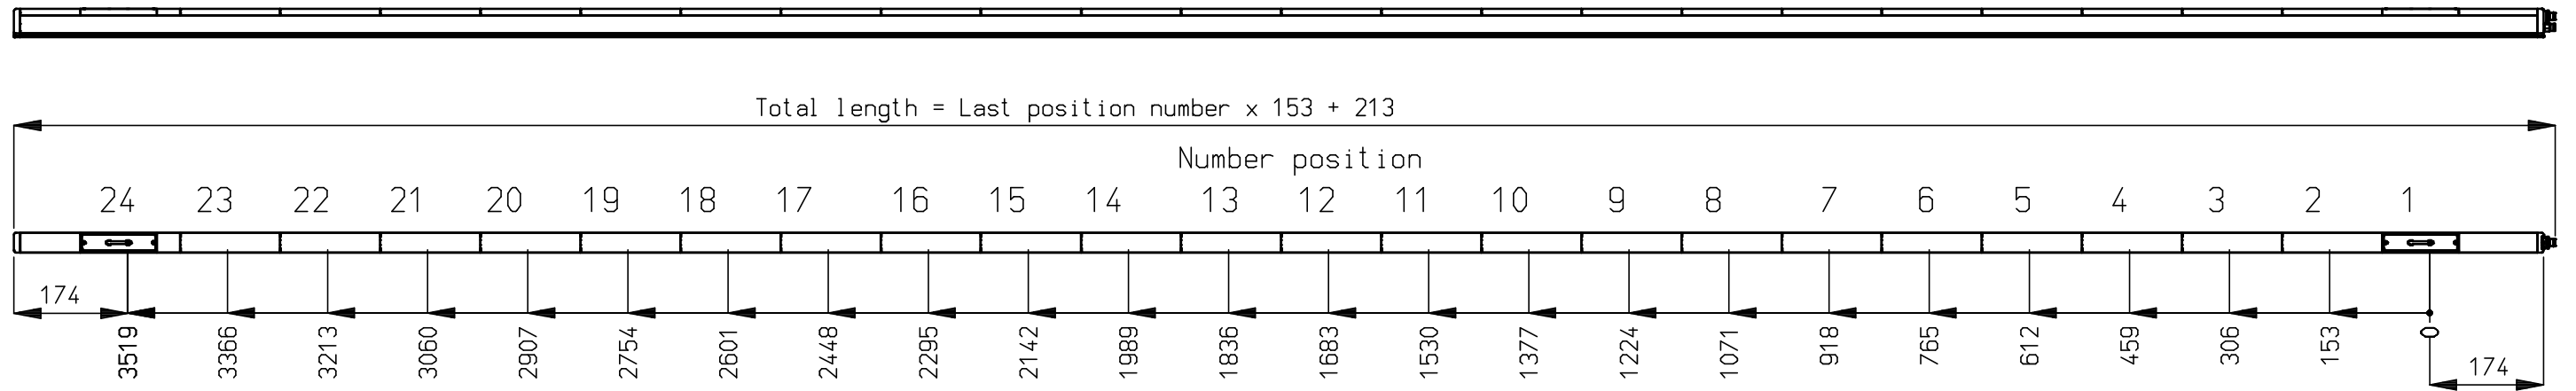 Total length = Last position number x 153 + 213
Number position
24 23 22 21 20 19 18 17 16 15 14 13 12 11 10 9 8 7 6 5 4 3 2 1
174
3519 3366 3213 3060 2907 2754 2601 2448 2295 2142 1989 1836 1683 1530 1377 1224 1071 918 765 612 459 306 153 0
174